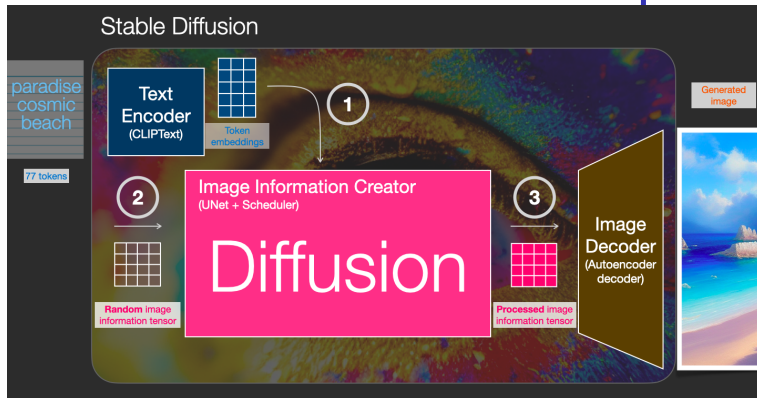 Stable Diffusion
paradise
cosmic
beach
77 tokens
Text
Encoder
(CLIPText)
Token
embeddings
1
Generated
image
2
Random image
information tensor
Image Information Creator
(UNet + Scheduler)
Diffusion
3
Processed image
information tensor
Image
Decoder
(Autoencoder
decoder)